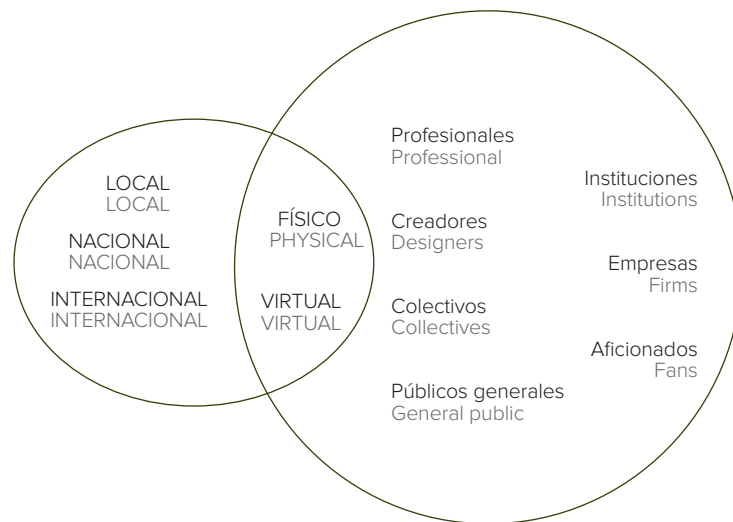 LOCAL
LOCAL
NACIONAL
NACIONAL
INTERNACIONAL
INTERNACIONAL
FÍSICO
PHYSICAL
VIRTUAL
VIRTUAL
Profesionales
Professional
Creadores
Designers
Colectivos
Collectives
Públicos generales
General public
Instituciones
Institutions
Empresas
Firms
Aficionados
Fans